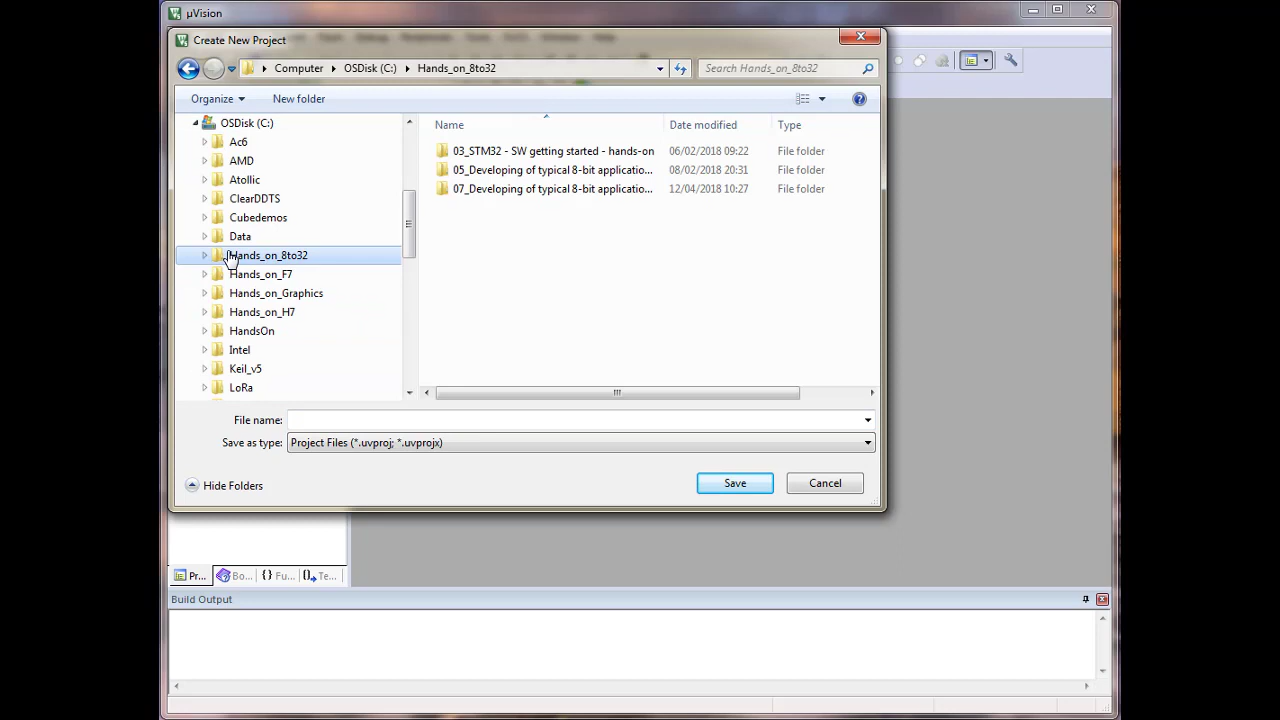 µVision
Create New Project
Computer OSDisk (C:) Hands_on_8to32
Search Hands_on_8to32
Organize New folder
OSDisk (C:)
Ac6
AMD
Atollic
ClearDDTS
Cubedemos
Data
Hands_on_8to32
Hands_on_F7
Hands_on_Graphics
Hands_on_H7
HandsOn
Intel
Keil_v5
LoRa
Name Date modified Type
03_STM32 - SW getting started - hands-on 06/02/2018 09:22 File folder
05_Developing of typical 8-bit applicatio... 08/02/2018 20:31 File folder
07_Developing of typical 8-bit applicatio... 12/04/2018 10:27 File folder
File name:
Save as type: Project Files (*.uvproj; *.uvprojx)
Hide Folders
Save Cancel
Pr... Bo... {} Fu... () Te...
Build Output